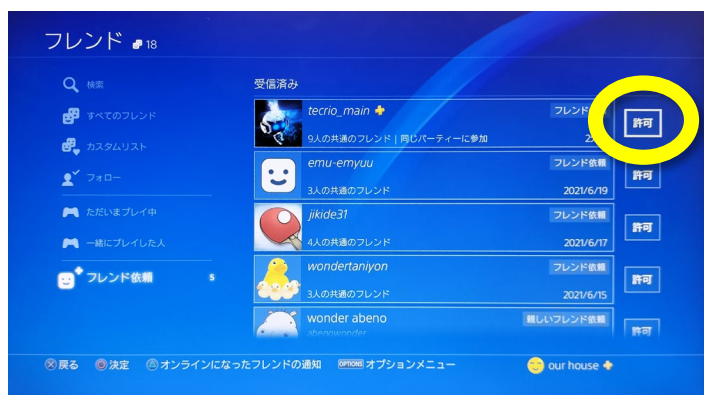 フレンド 18
検索
すべてのフレンド
カスタムリスト
フォロー
ただいまプレイ中
一緒にプレイした人
フレンド依頼 5
受信済み
tecrio_main
フレンド
9人の共通のフレンド | 同じパーティーに参加
許可
emu-emyuu
フレンド依頼
3人の共通のフレンド
2021/6/19
許可
jikide31
フレンド依頼
4人の共通のフレンド
2021/6/17
許可
wondertaniyon
フレンド依頼
3人の共通のフレンド
2021/6/15
許可
wonder abeno
親しいフレンド依頼
abenowonder
許可
戻る 決定 オンラインになったフレンドの通知 OPTIONS オプションメニュー our house